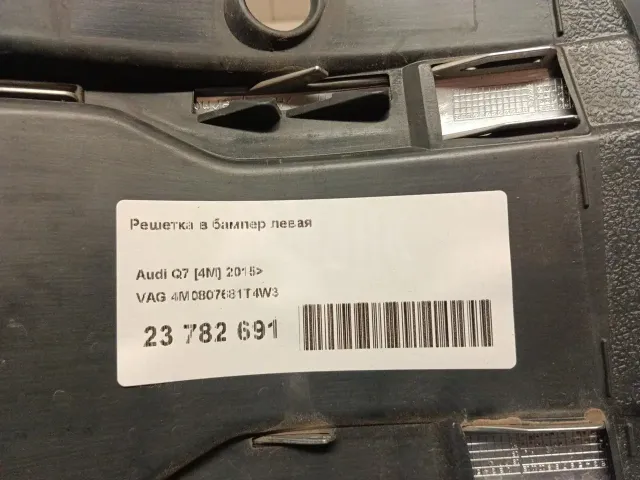 Решетка в бампер левая
Audi Q7 [4M] 2015>
VAG 4M0807681T4W3
23 782 691